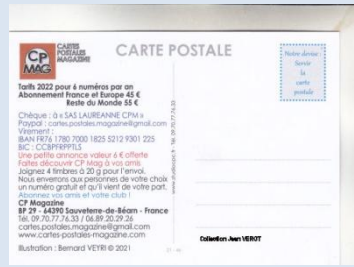 CP
MAG
CARTES
POSTALES
MAGAZINE
CARTE POSTALE
Notre devise :
Servir
la
carte
postale
Tarifs 2022 pour 6 numéros par an
Abonnement France et Europe 45 €
Reste du Monde 55 €
Chèque : à « SAS LAUREANNE CPM »
Paypal : cartes.postales.magazine@gmail.com
Virement :
IBAN FR76 1780 7000 1825 5212 9301 225
BIC : CCBPFRPPTLS
Une petite annonce valeur 6 € offerte
Faites découvrir CP Mag à vos amis
Joignez 4 timbres à 20 g pour l'envoi.
Nous enverrons aux personnes de votre choix
un numéro gratuit et qu'il vient de votre part.
Abonnez vos amis et votre club !
CP Magazine
BP 29 - 64390 Sauveterre-de-Béarn - France
Tél. 09.70.77.76.33 / 06.89.20.29.26
cartes.postales.magazine@gmail.com
www.cartes-postales-magazine.com
Illustration : Bernard VEYRI © 2021
Collection Jean VEROT